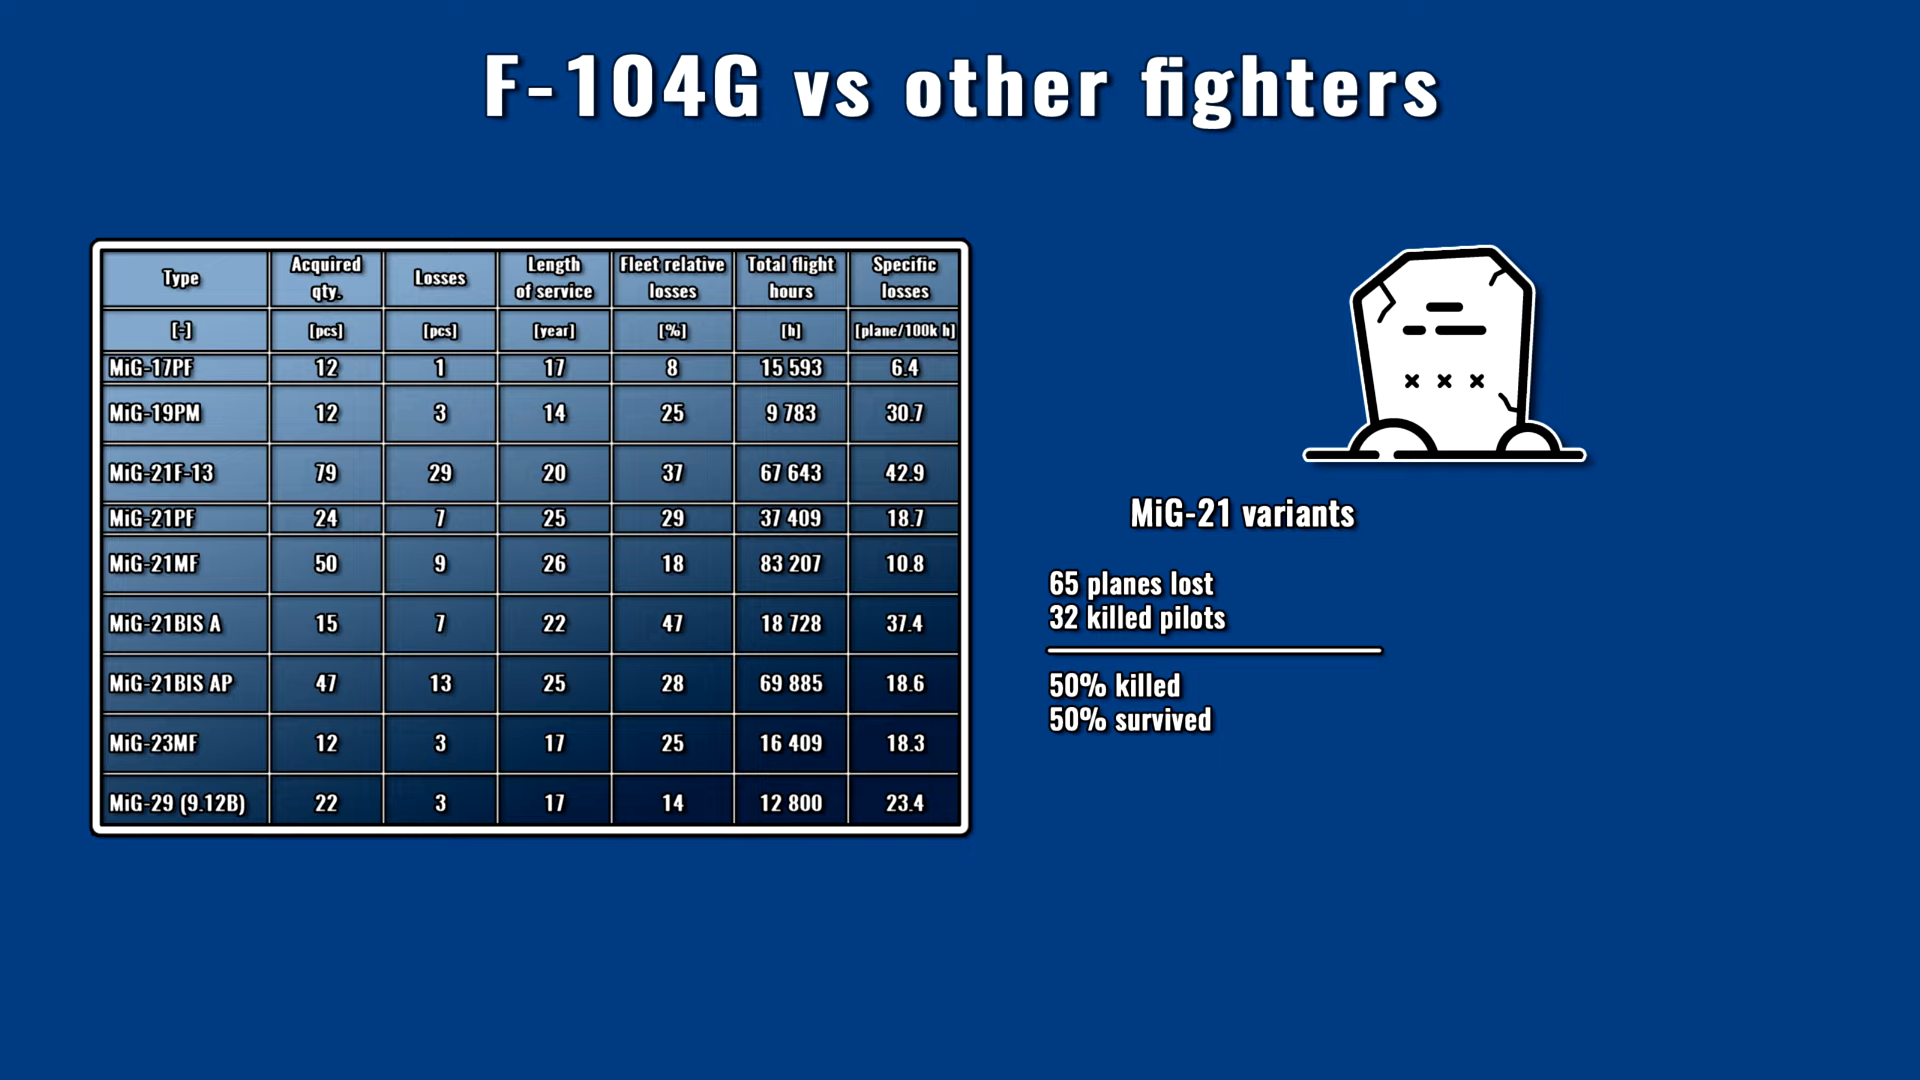 F-104G vs other fighters
Type Acquired qty. Losses Length of service Fleet relative losses Total flight hours Specific losses
[-] [pcs] [pcs] [year] [%] [h] [plane/100k h]
MiG-17PF 12 1 17 8 15 593 6.4
MiG-19PM 12 3 14 25 9 783 30.7
MiG-21F-13 79 29 20 37 67 643 42.9
MiG-21PF 24 7 25 29 37 409 18.7
MiG-21MF 50 9 26 18 83 207 10.8
MiG-21BIS A 15 7 22 47 18 728 37.4
MiG-21BIS AP 47 13 25 28 69 885 18.6
MiG-23MF 12 3 17 25 16 409 18.3
MiG-29 (9.12B) 22 3 17 14 12 800 23.4
MiG-21 variants
65 planes lost
32 killed pilots
50% killed
50% survived